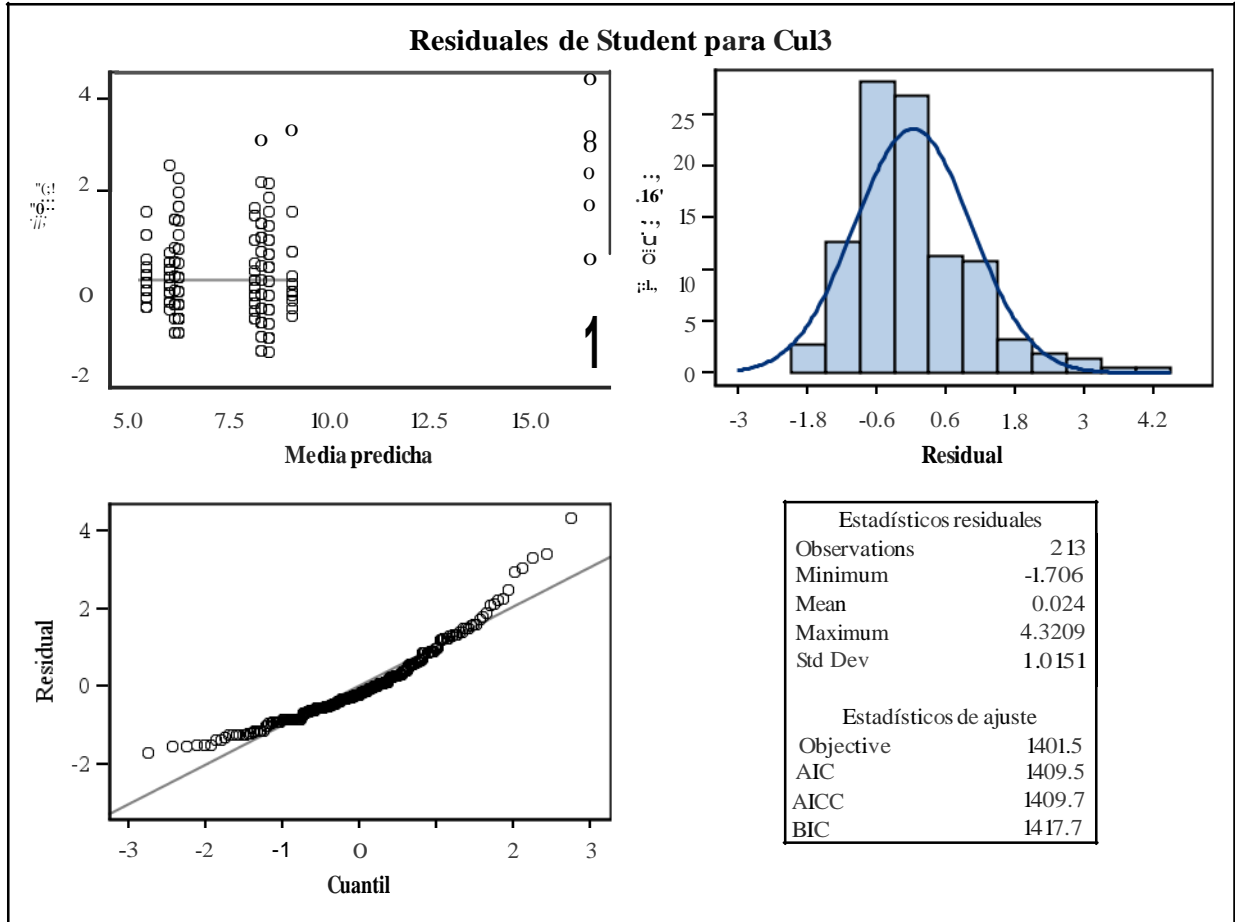 Residuales de Student para Cul3
4
2
O
-2
5.0 7.5 10.0 12.5 15.0
Media predicha
25
20
15
10
5
0
-3 -1.8 -0.6 0.6 1.8 3 4.2
Residual
Residual
4
2
0
-2
-3 -2 -1 O 2 3
Cuantil
Estadísticos residuales
Observations 213
Minimum -1.706
Mean 0.024
Maximum 4.3209
Std Dev 1.0151
Estadísticos de ajuste
Objective 1401.5
AIC 1409.5
AICC 1409.7
BIC 1417.7